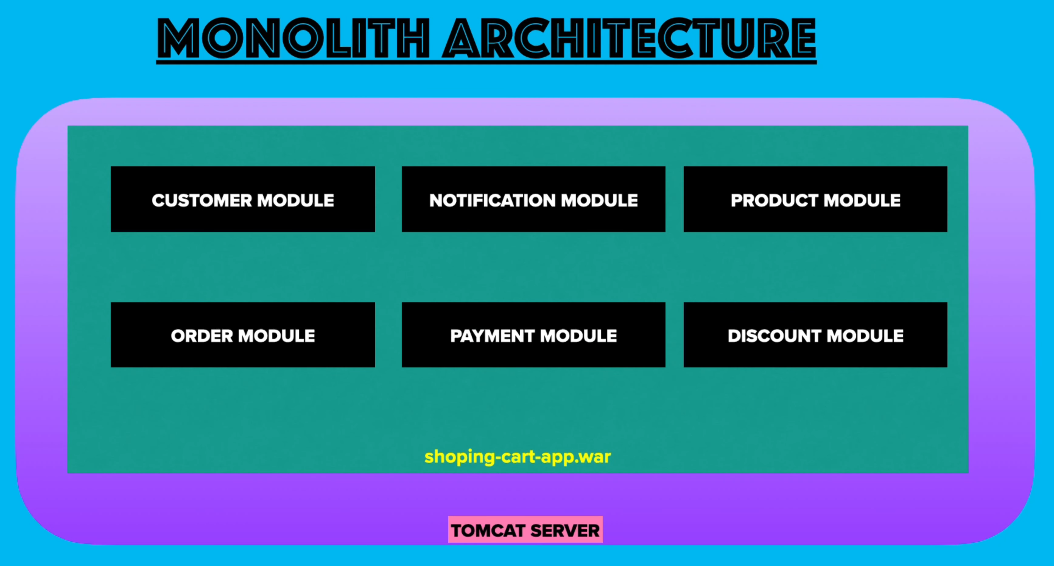 MONOLITH ARCHITECTURE
CUSTOMER MODULE
NOTIFICATION MODULE
PRODUCT MODULE
ORDER MODULE
PAYMENT MODULE
DISCOUNT MODULE
shoping-cart-app.war
TOMCAT SERVER